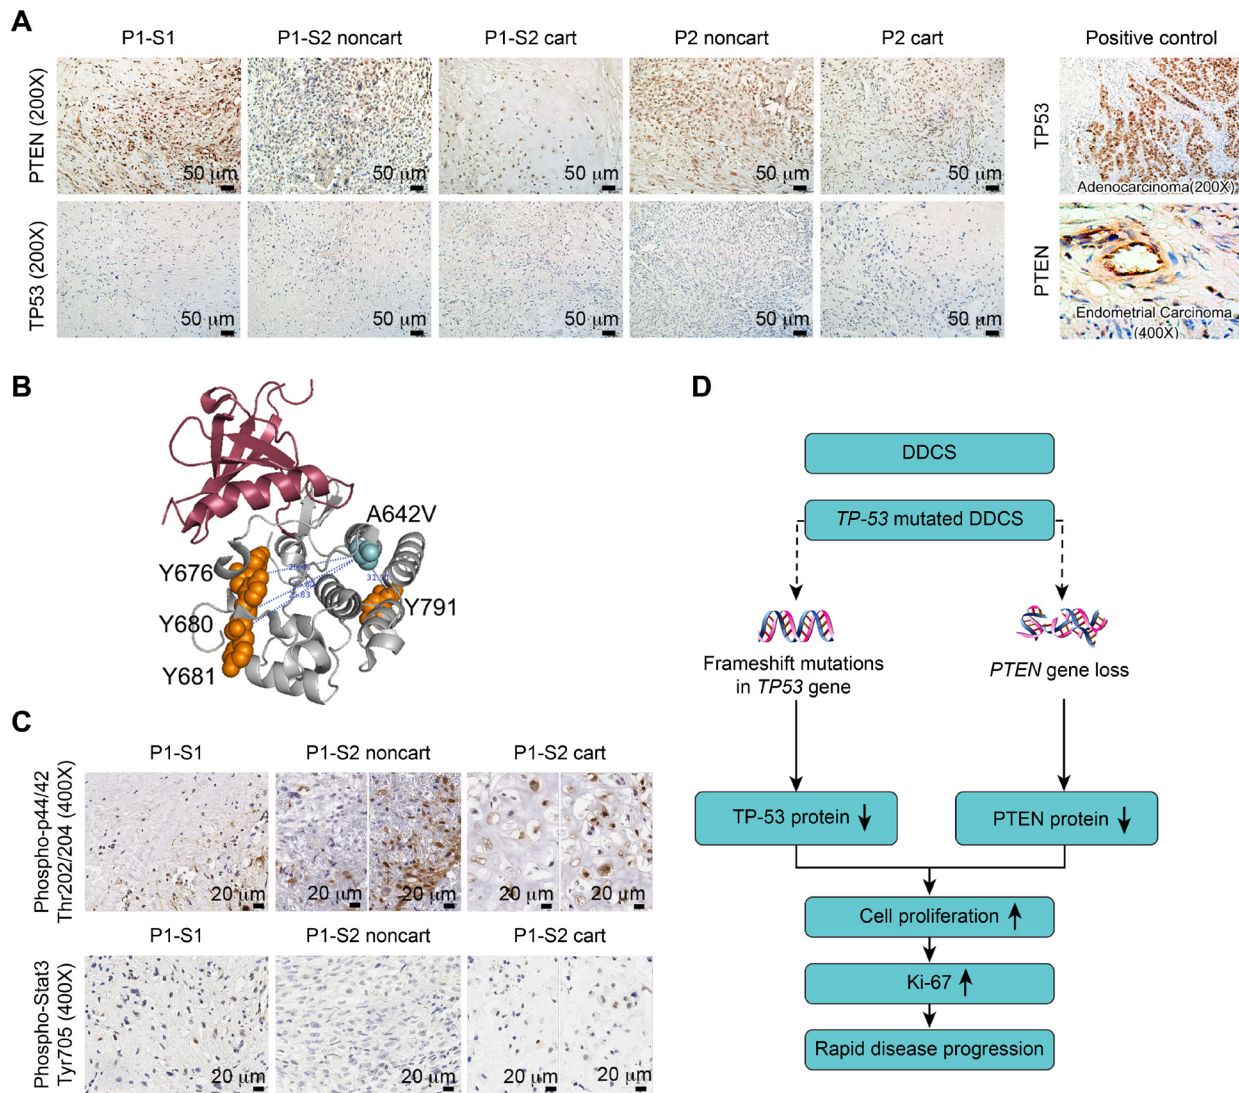 A
P1-S1
P1-S2 noncart
P1-S2 cart
P2 noncart
P2 cart
Positive control
PTEN (200X)
50 µm
50 µm
50 µm
50 µm
50 µm
TP53
Adenocarcinoma(200X)
TP53 (200X)
50 µm
50 µm
50 µm
50 µm
50 µm
PTEN
Endometrial Carcinoma
(400X)
B
A642V
Y676
Y680
Y681
Y791
C
P1-S1
P1-S2 noncart
P1-S2 cart
Phospho-p44/42
Thr202/204 (400X)
20 µm
20 µm
20 µm
20 µm
20 µm
P1-S1
P1-S2 noncart
P1-S2 cart
Phospho-Stat3
Tyr705 (400X)
20 µm
20 µm
20 µm
20 µm
D
DDCS
TP-53 mutated DDCS
Frameshift mutations
in TP53 gene
PTEN gene loss
TP-53 protein
PTEN protein
Cell proliferation
Ki-67
Rapid disease progression